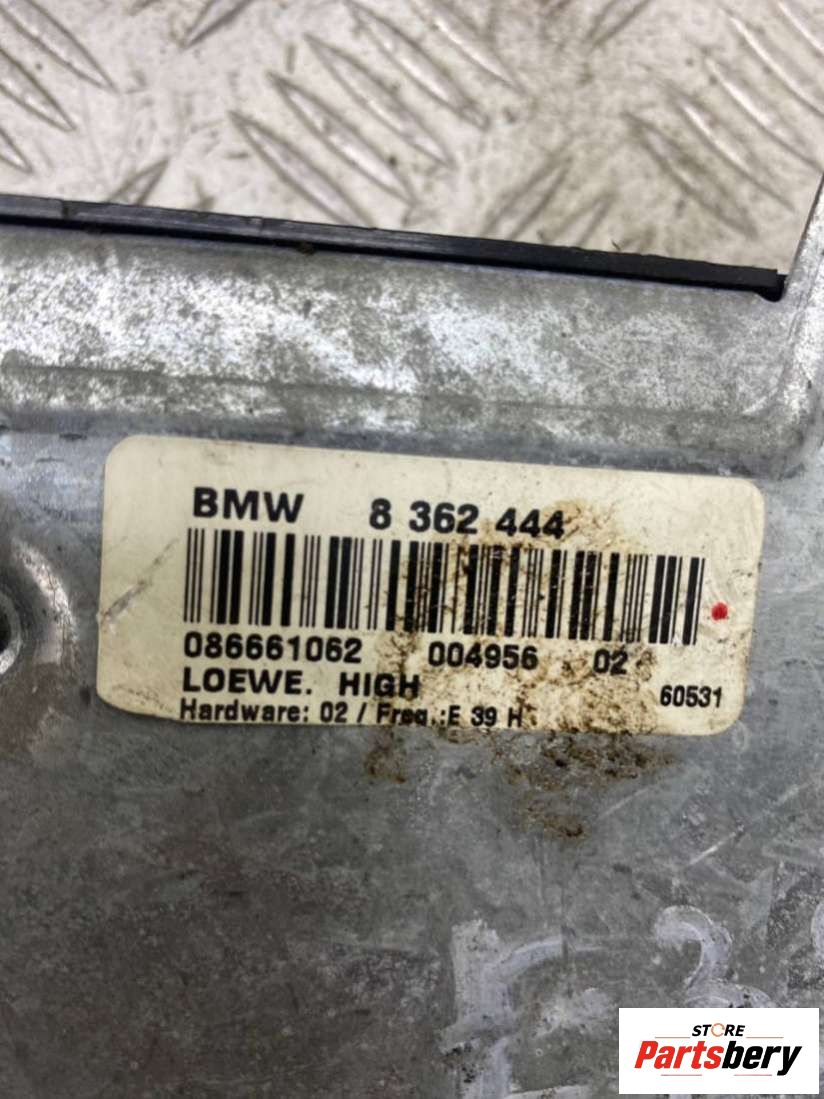 BMW 8 362 444
086661062 004956 02
LOEWE. HIGH 60531
Hardware: 02 / Freq.:E 39 H
STORE
Partsbery